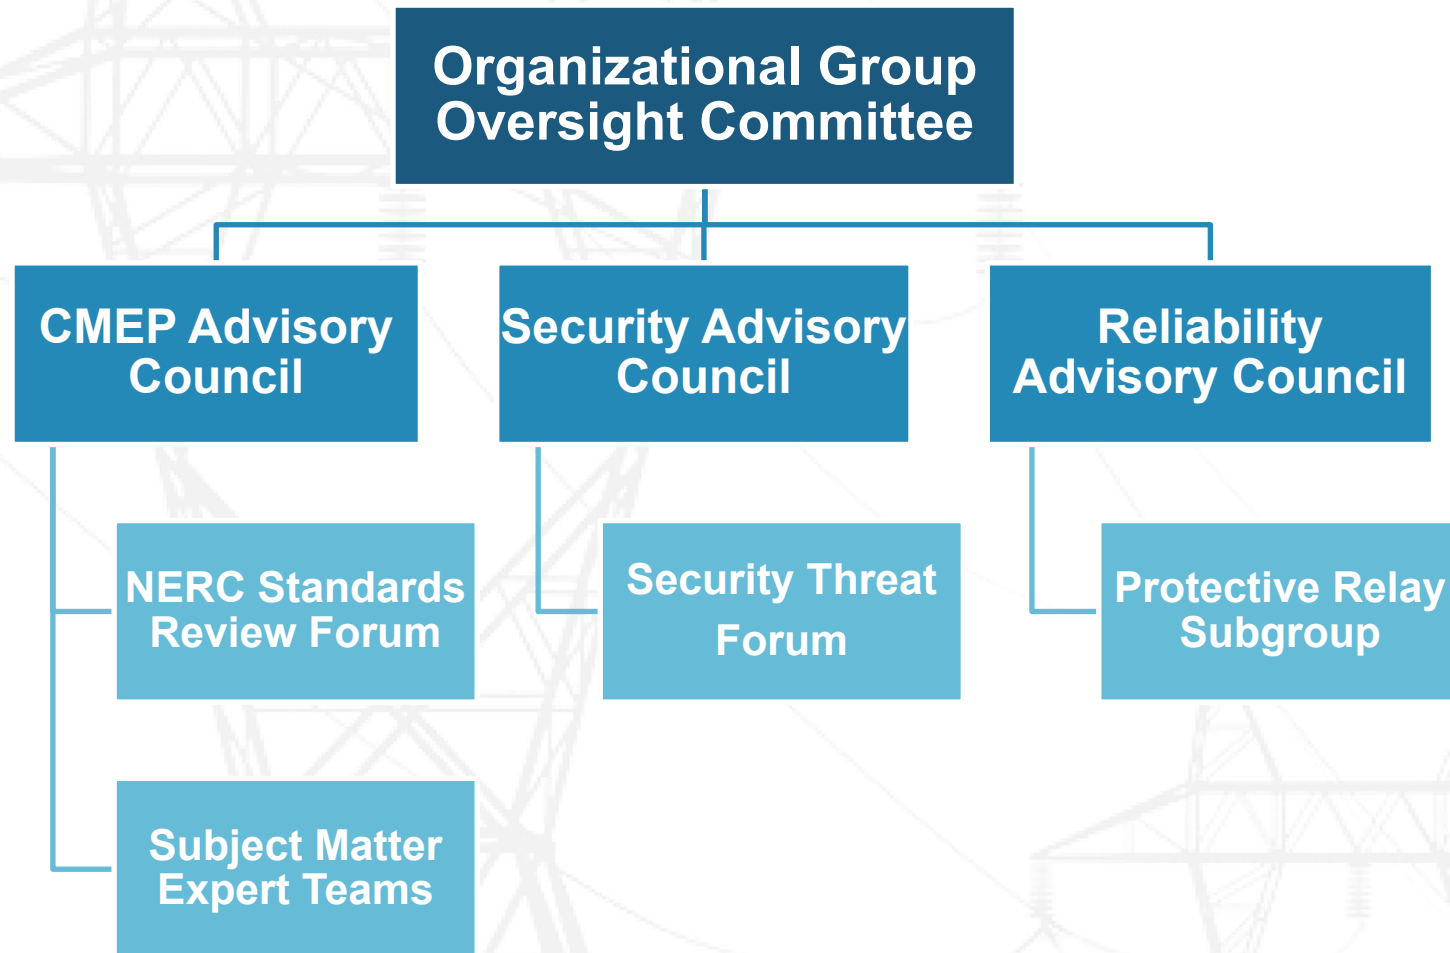 Organizational Group
Oversight Committee
CMEP Advisory
Council
Security Advisory
Council
Reliability
Advisory Council
NERC Standards
Review Forum
Security Threat
Forum
Protective Relay
Subgroup
Subject Matter
Expert Teams